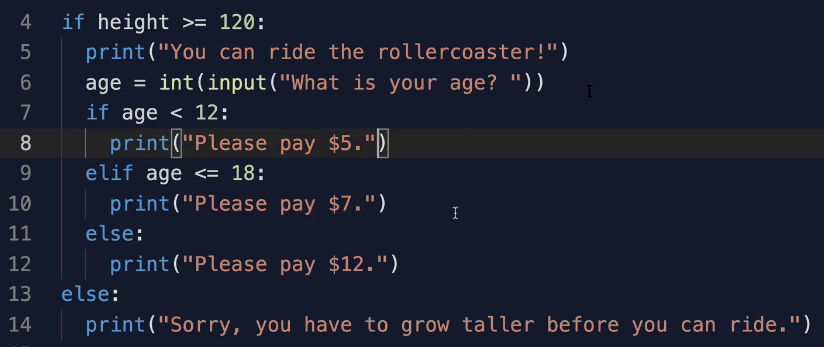 4 if height >= 120:
5   print("You can ride the rollercoaster!")
6   age = int(input("What is your age? "))
7   if age < 12:
8     print("Please pay $5.")
9   elif age <= 18:
10     print("Please pay $7.")
11   else:
12     print("Please pay $12.")
13 else:
14   print("Sorry, you have to grow taller before you can ride.")